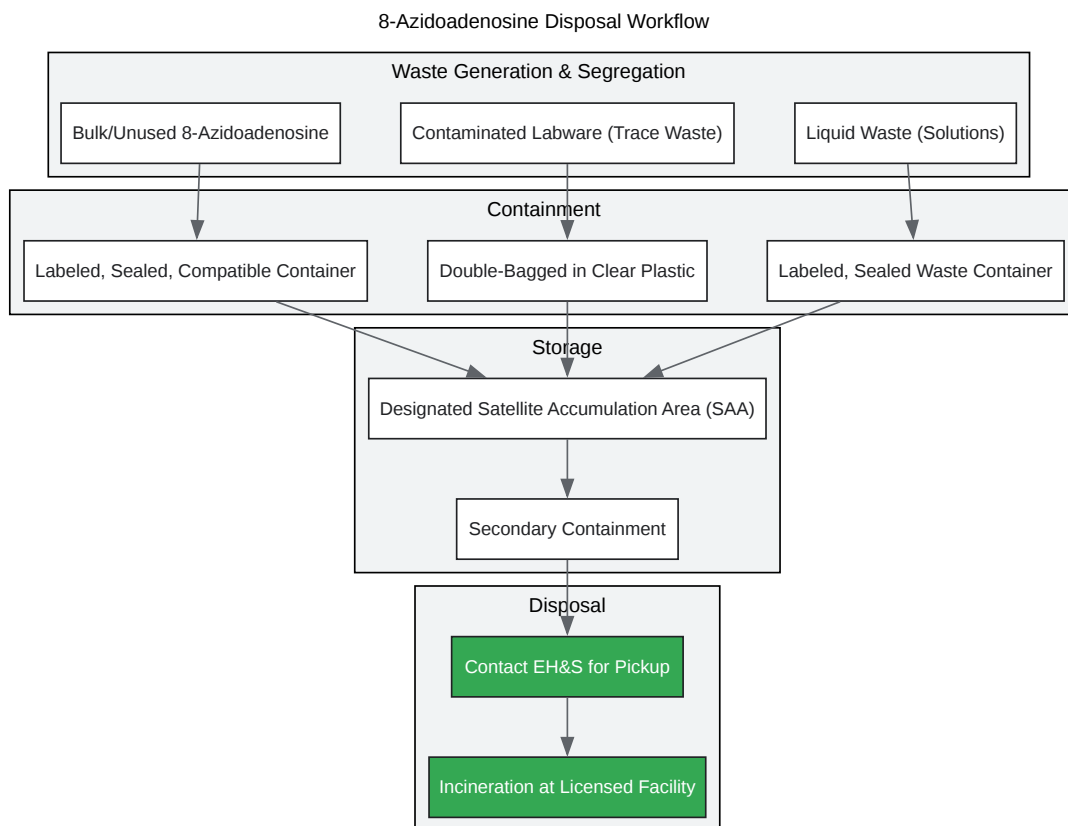 8-Azidoadenosine Disposal Workflow
Waste Generation & Segregation
Bulk/Unused 8-Azidoadenosine
Contaminated Labware (Trace Waste)
Liquid Waste (Solutions)
Containment
Labeled, Sealed, Compatible Container
Double-Bagged in Clear Plastic
Labeled, Sealed Waste Container
Storage
Designated Satellite Accumulation Area (SAA)
Secondary Containment
Disposal
Contact EH&S for Pickup
Incineration at Licensed Facility